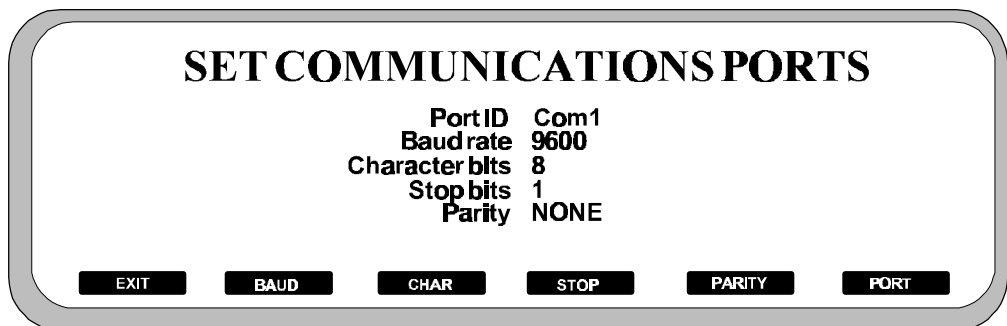 SET COMMUNICATIONS PORTS
Port ID Com1
Baud rate 9600
Character bits 8
Stop bits 1
Parity NONE
EXIT BAUD CHAR STOP PARITY PORT